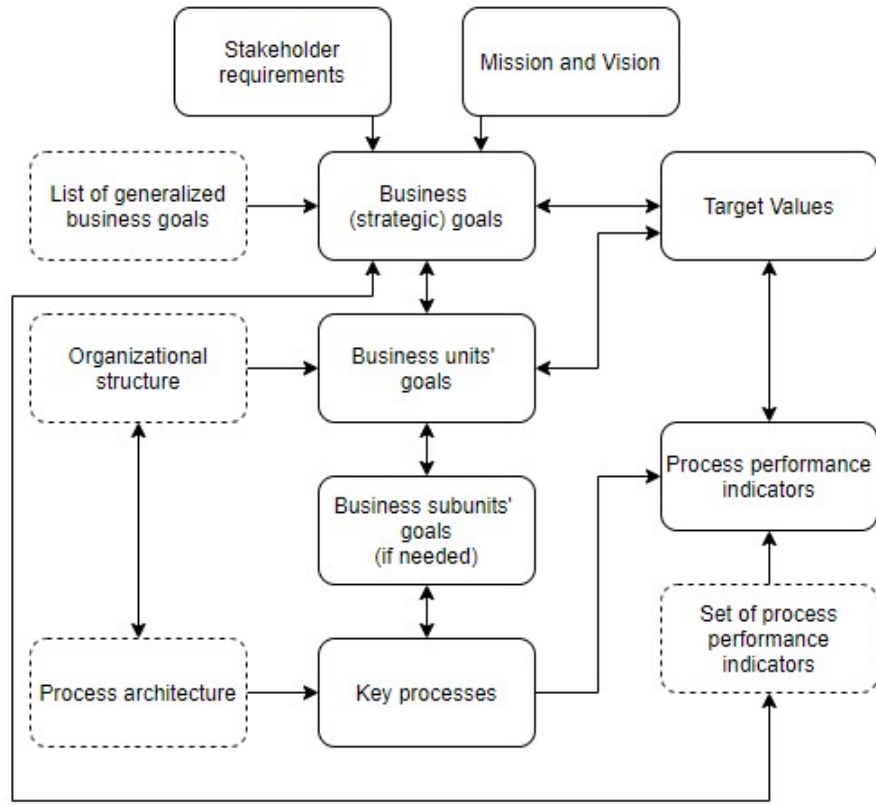 Stakeholder
requirements
Mission and Vision
List of generalized
business goals
Business
(strategic) goals
Target Values
Organizational
structure
Business units'
goals
Process performance
indicators
Business subunits'
goals
(if needed)
Set of process
performance
indicators
Process architecture
Key processes